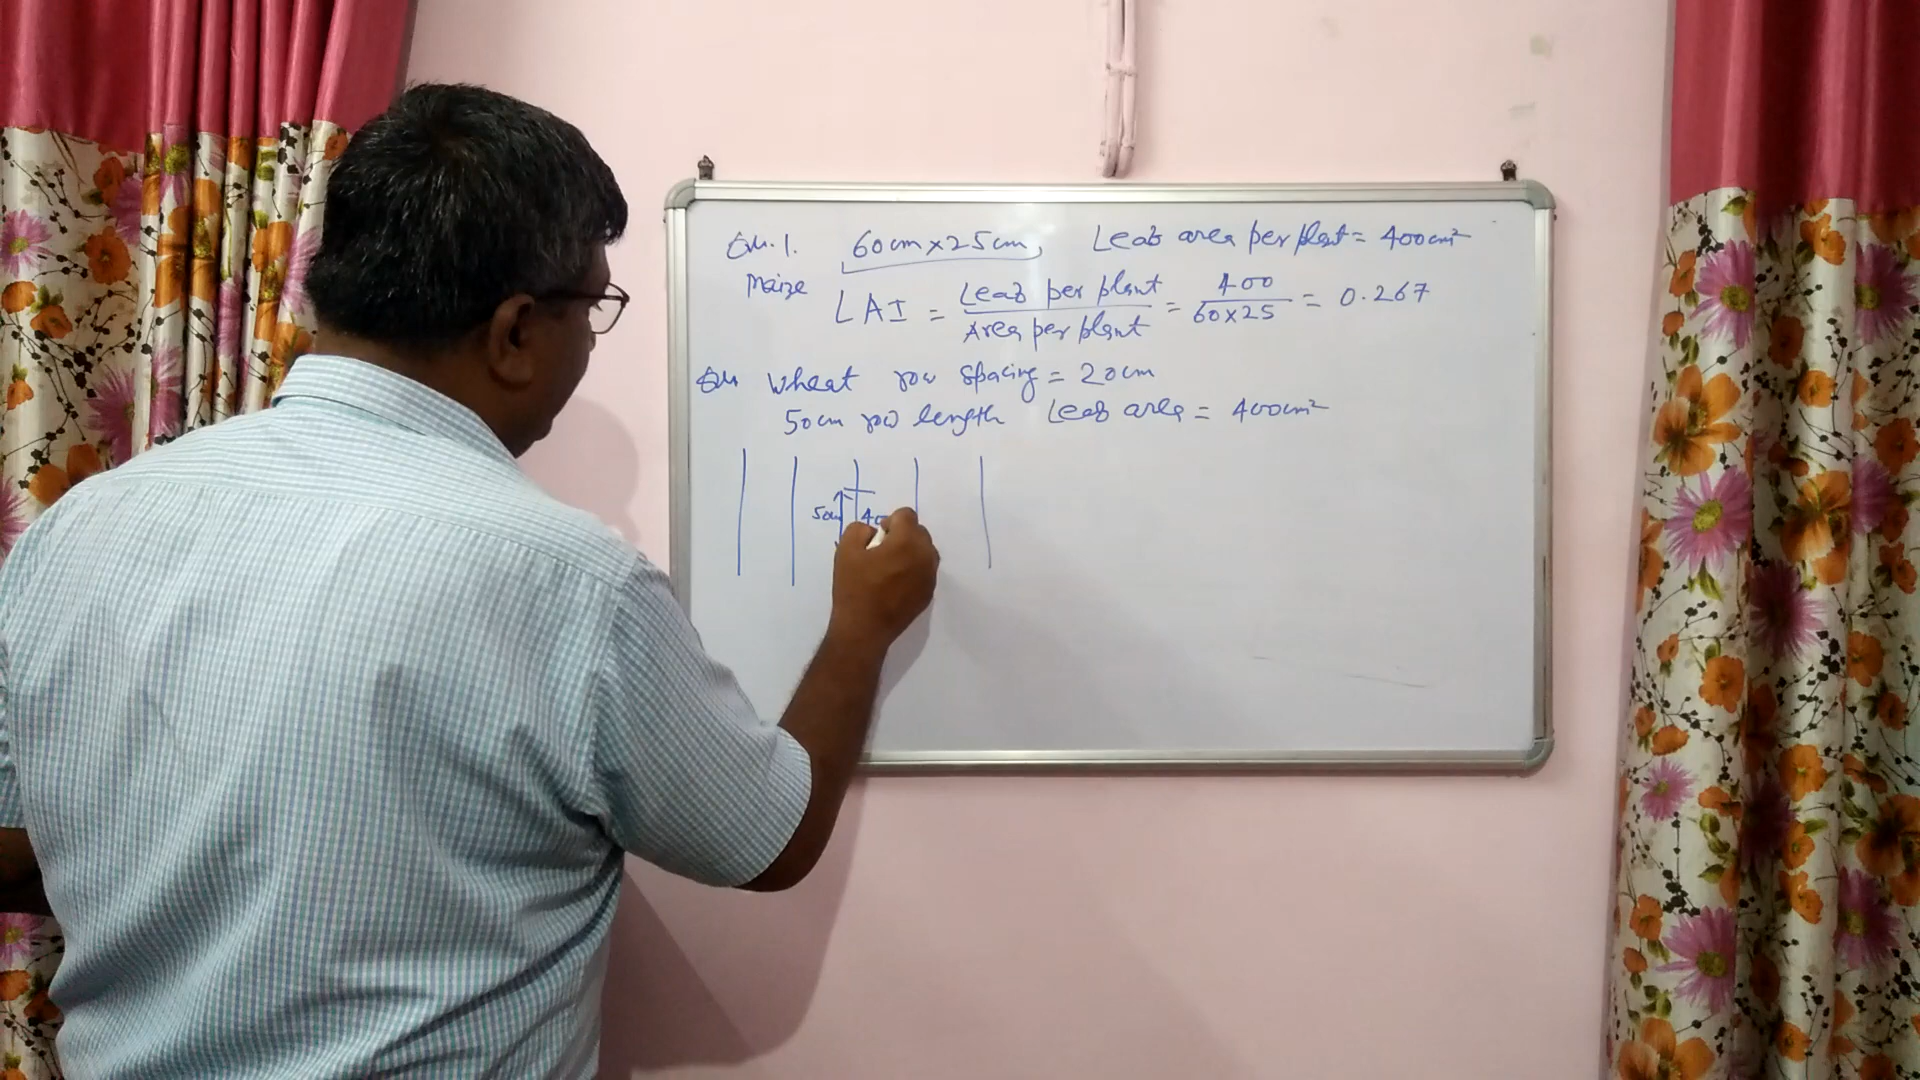 Qu. 1. 60cm×25cm, Leaf area per plant = 400cm²
Maize
LAI = Leaf per plant / Area per plant = 400 / 60×25 = 0.267
Qu Wheat row spacing = 20cm
50cm row length Leaf area = 400cm²
50cm 40